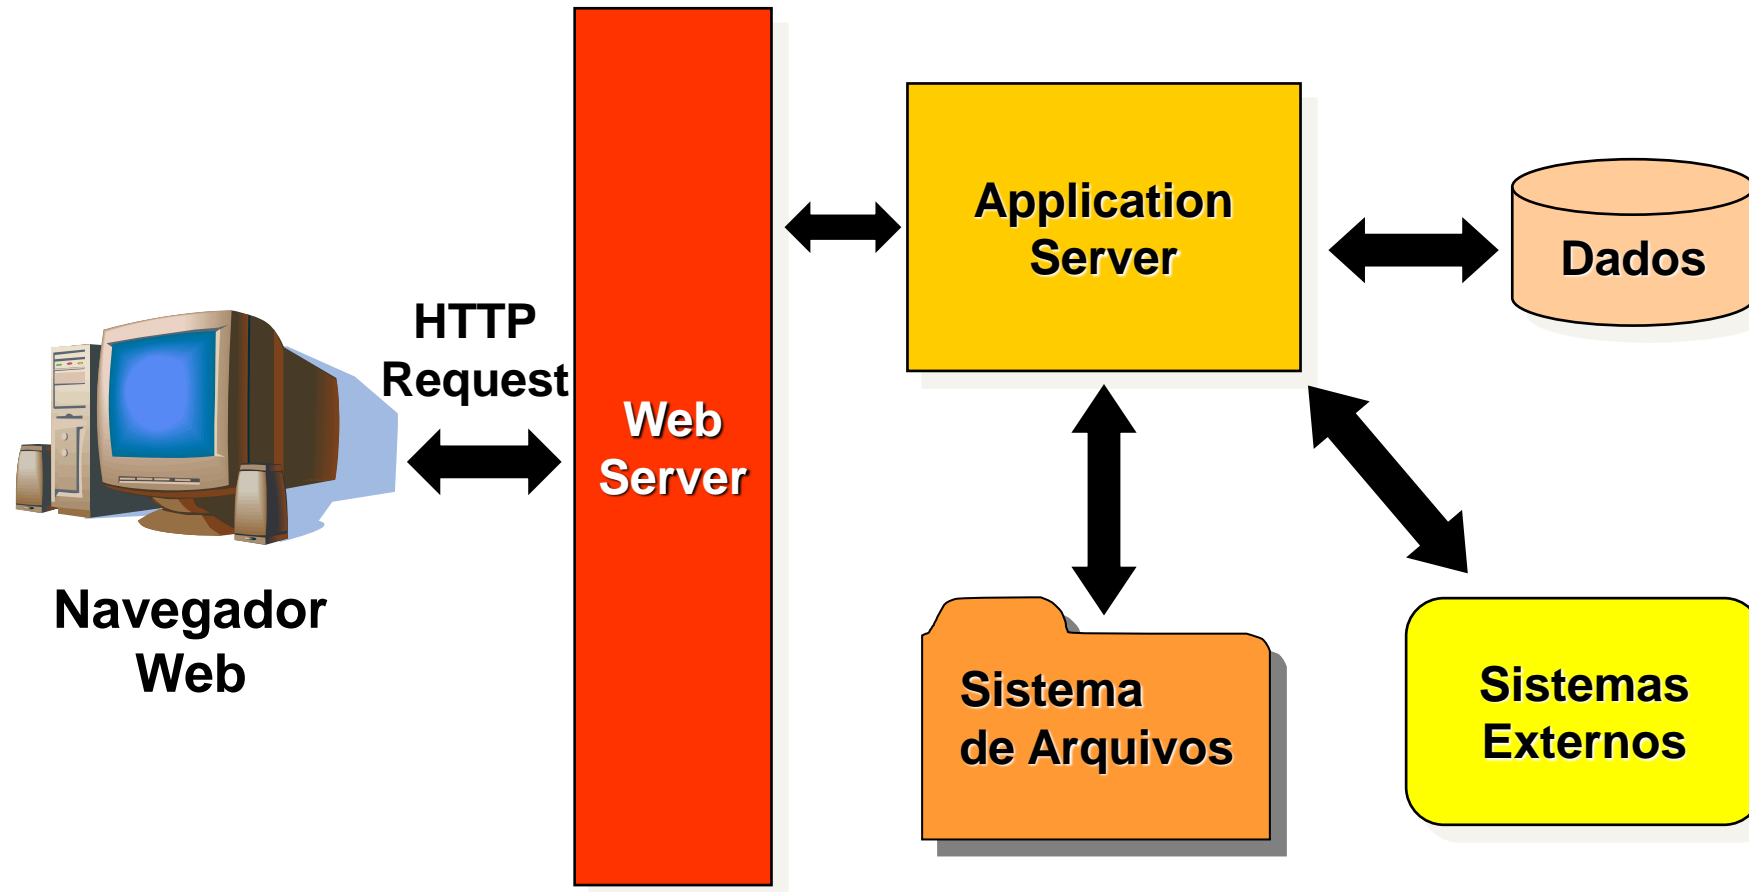 HTTP
Request
Navegador
Web
Web
Server
Application
Server
Dados
Sistema
de Arquivos
Sistemas
Externos